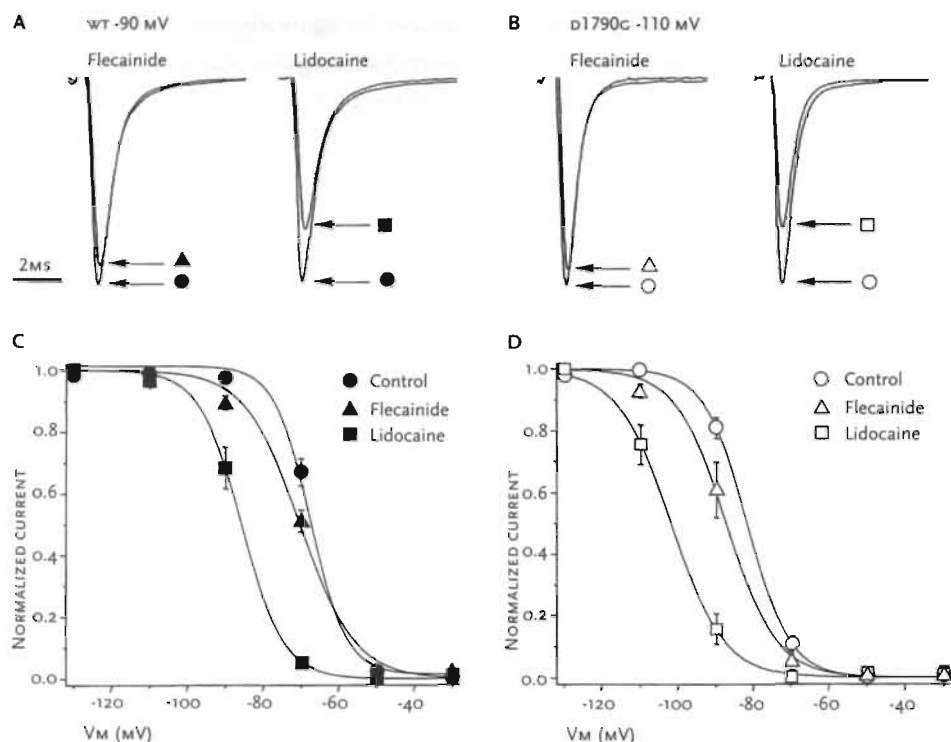 A WT -90 MV
Flecainide Lidocaine
2MS
B D1790G -110 MV
Flecainide Lidocaine
C
NORMALIZED CURRENT
1.0
0.8
0.6
0.4
0.2
0.0
Control
Flecainide
Lidocaine
-120 -100 -80 -60 -40
VM (MV)
D
NORMALIZED CURRENT
1.0
0.8
0.6
0.4
0.2
0.0
Control
Flecainide
Lidocaine
-120 -100 -80 -60 -40
VM (MV)